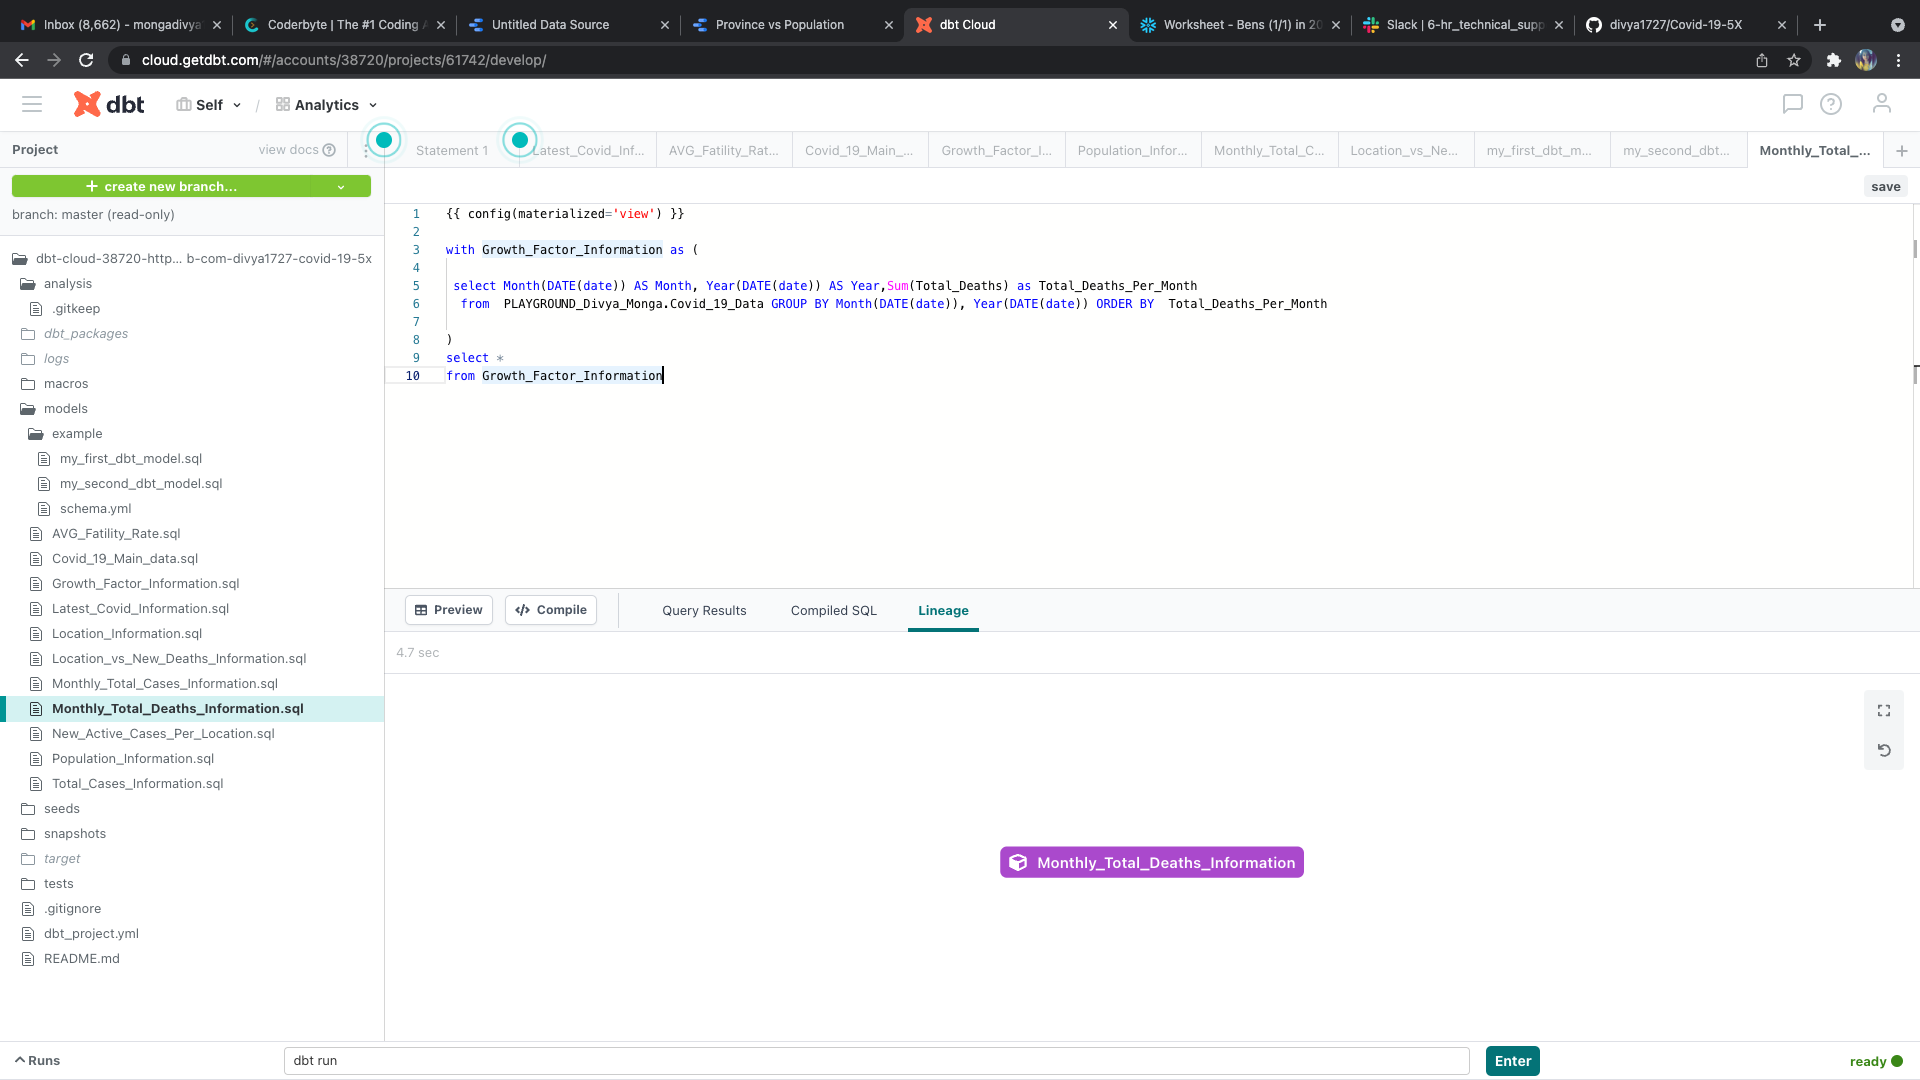 Inbox (8,662) - mongadivya
Coderbyte | The #1 Coding A
Untitled Data Source
Province vs Population
dbt Cloud
Worksheet - Bens (1/1) in 20
Slack | 6-hr_technical_supp
divya1727/Covid-19-5X
cloud.getdbt.com/#/accounts/38720/projects/61742/develop/
dbt
Self
/
Analytics
Project
view docs
Statement 1
Latest_Covid_Inf...
AVG_Fatility_Rat...
Covid_19_Main_...
Growth_Factor_I...
Population_Infor...
Monthly_Total_C...
Location_vs_Ne...
my_first_dbt_m...
my_second_dbt...
Monthly_Total_...
+ create new branch...
save
branch: master (read-only)
dbt-cloud-38720-http... b-com-divya1727-covid-19-5x
analysis
.gitkeep
dbt_packages
logs
macros
models
example
my_first_dbt_model.sql
my_second_dbt_model.sql
schema.yml
AVG_Fatility_Rate.sql
Covid_19_Main_data.sql
Growth_Factor_Information.sql
Latest_Covid_Information.sql
Location_Information.sql
Location_vs_New_Deaths_Information.sql
Monthly_Total_Cases_Information.sql
Monthly_Total_Deaths_Information.sql
New_Active_Cases_Per_Location.sql
Population_Information.sql
Total_Cases_Information.sql
seeds
snapshots
target
tests
.gitignore
dbt_project.yml
README.md
1 {{ config(materialized='view') }}
2
3 with Growth_Factor_Information as (
4
5 select Month(DATE(date)) AS Month, Year(DATE(date)) AS Year,Sum(Total_Deaths) as Total_Deaths_Per_Month
6 from PLAYGROUND_Divya_Monga.Covid_19_Data GROUP BY Month(DATE(date)), Year(DATE(date)) ORDER BY Total_Deaths_Per_Month
7
8 )
9 select *
10 from Growth_Factor_Information
Preview
Compile
Query Results
Compiled SQL
Lineage
4.7 sec
Monthly_Total_Deaths_Information
Runs
dbt run
Enter
ready